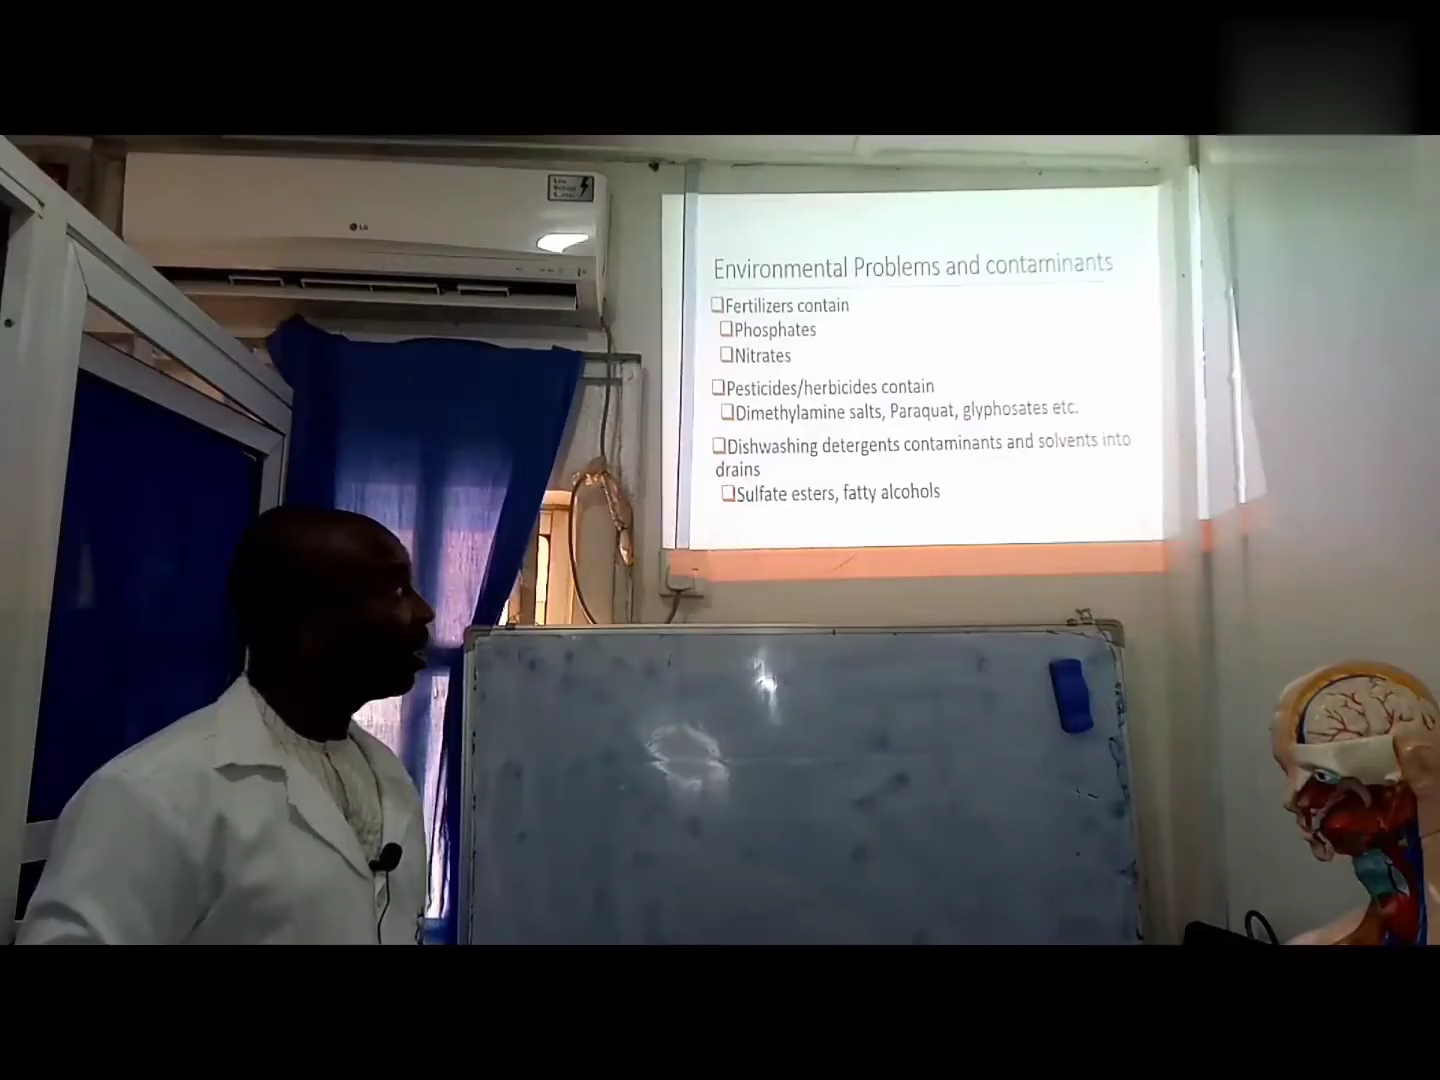 LG
Environmental Problems and contaminants
❑Fertilizers contain
❑Phosphates
❑Nitrates
❑Pesticides/herbicides contain
❑Dimethylamine salts, Paraquat, glyphosates etc.
❑Dishwashing detergents contaminants and solvents into
drains
❑Sulfate esters, fatty alcohols